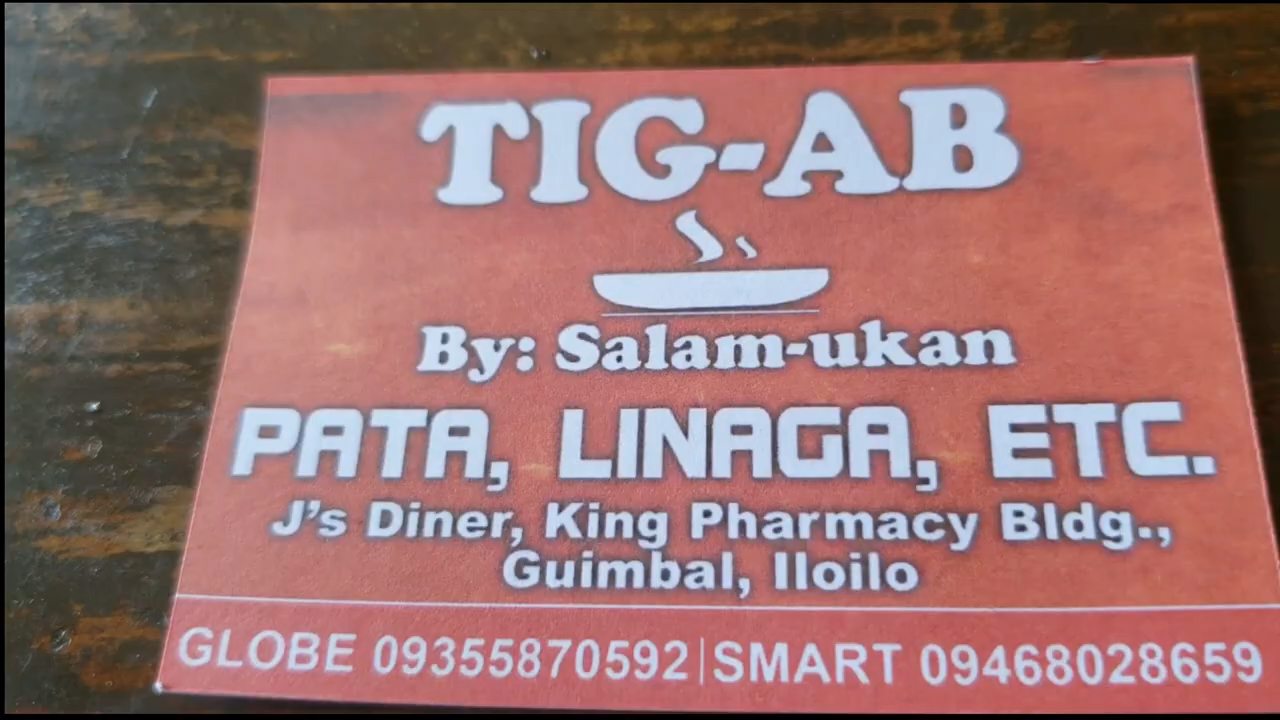 TIG-AB
By: Salam-ukan
PATA, LINAGA, ETC.
J's Diner, King Pharmacy Bldg.,
Guimbal, Iloilo
GLOBE 09355870592|SMART 09468028659